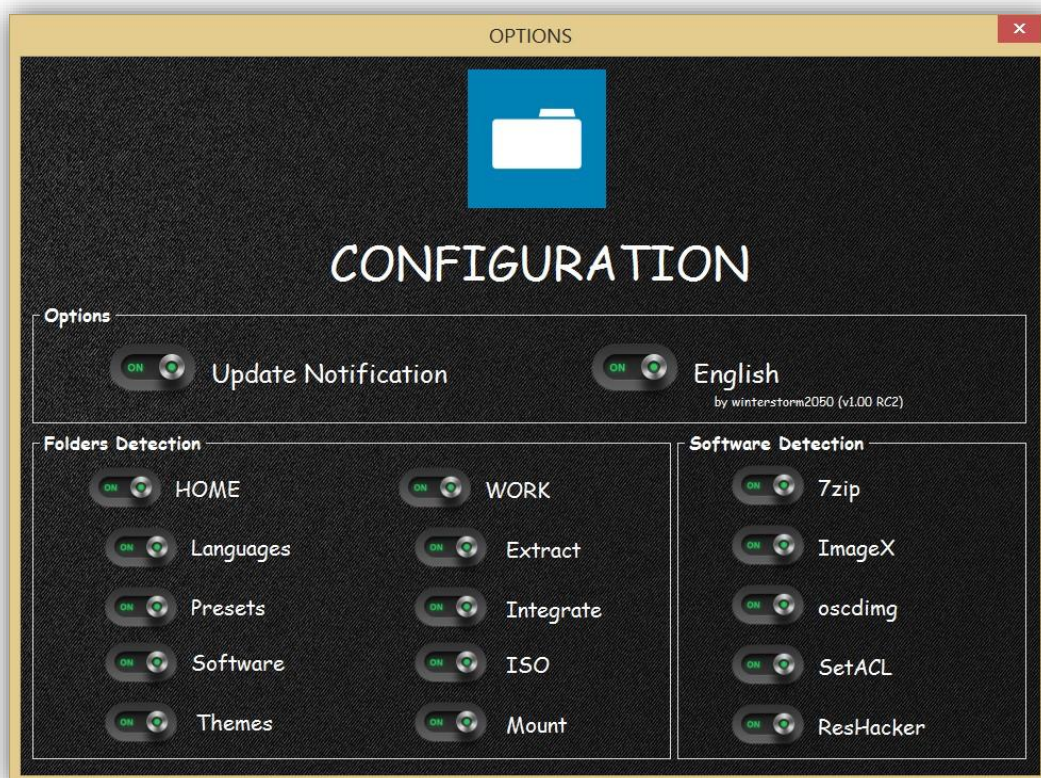 OPTIONS
CONFIGURATION
Options
ON Update Notification
ON English
by winterstorm2050 (v1.00 RC2)
Folders Detection
ON HOME
ON WORK
ON Languages
ON Extract
ON Presets
ON Integrate
ON Software
ON ISO
ON Themes
ON Mount
Software Detection
ON 7zip
ON ImageX
ON oscdimg
ON SetACL
ON ResHacker